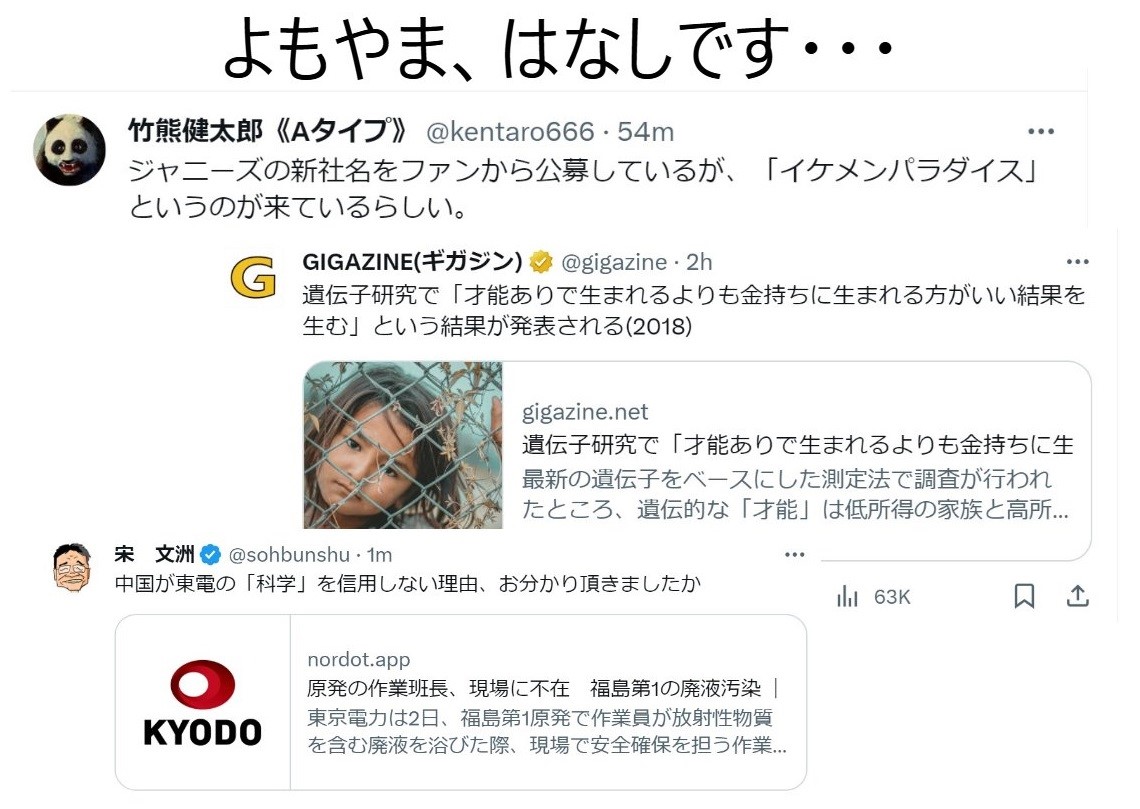 よもやま、はなしです・・・
竹熊健太郎《Aタイプ》 @kentaro666 · 54m
ジャニーズの新社名をファンから公募しているが、「イケメンパラダイス」
というのが来ているらしい。
G
GIGAZINE(ギガジン) @gigazine · 2h
遺伝子研究で「才能ありで生まれるよりも金持ちに生まれる方がいい結果を
生む」という結果が発表される(2018)
gigazine.net
遺伝子研究で「才能ありで生まれるよりも金持ちに生
最新の遺伝子をベースにした測定法で調査が行われ
たところ、遺伝的な「才能」は低所得の家族と高所...
63K
宋 文洲 @sohbunshu · 1m
中国が東電の「科学」を信用しない理由、お分かり頂きましたか
KYODO
nordot.app
原発の作業班長、現場に不在 福島第1の廃液汚染 |
東京電力は2日、福島第1原発で作業員が放射性物質
を含む廃液を浴びた際、現場で安全確保を担う作業...